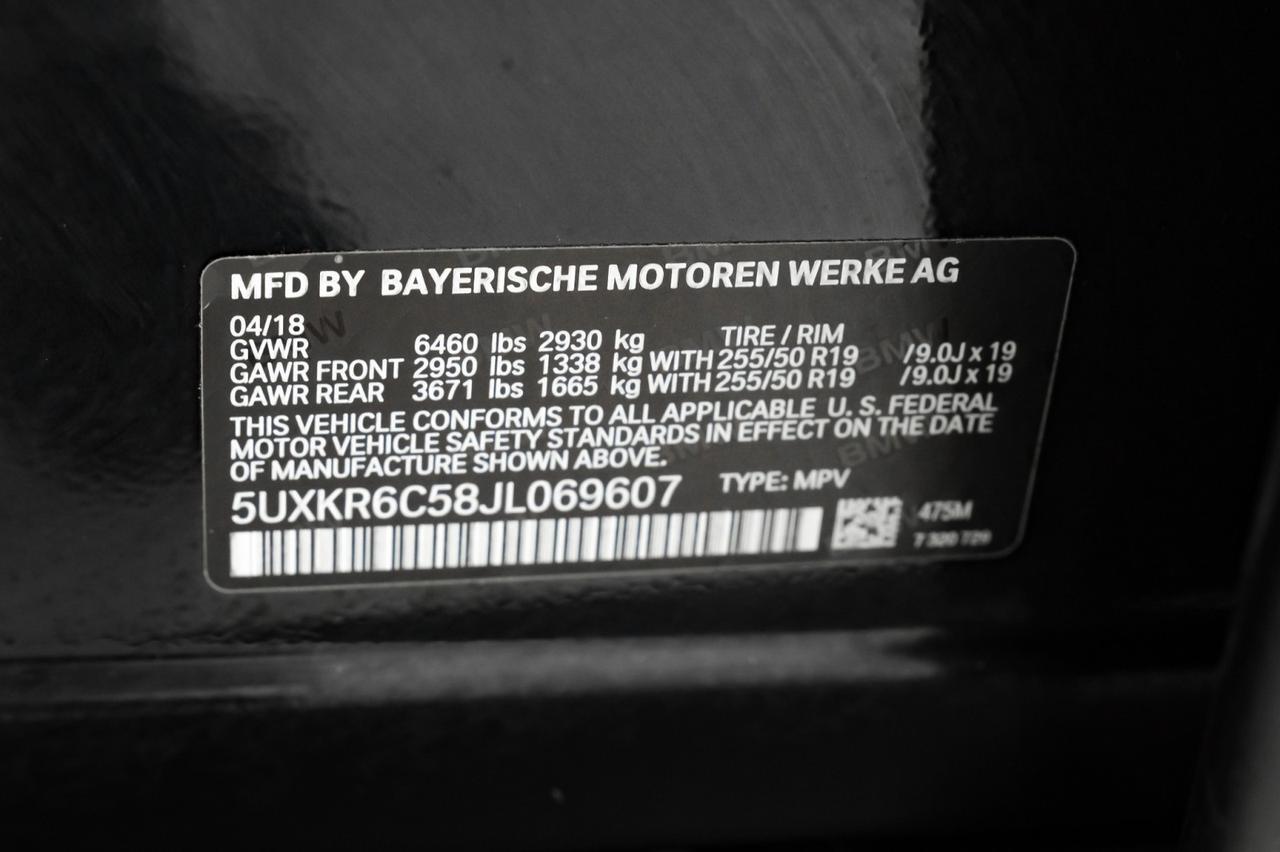 MFD BY BAYERISCHE MOTOREN WERKE AG
04/18
GVWR 6460 lbs 2930 kg TIRE / RIM
GAWR FRONT 2950 lbs 1338 kg WITH 255/50 R19 /9.0J x 19
GAWR REAR 3671 lbs 1665 kg WITH 255/50 R19 /9.0J x 19
THIS VEHICLE CONFORMS TO ALL APPLICABLE U. S. FEDERAL
MOTOR VEHICLE SAFETY STANDARDS IN EFFECT ON THE DATE
OF MANUFACTURE SHOWN ABOVE.
5UXKR6C58JL069607 TYPE: MPV
475M